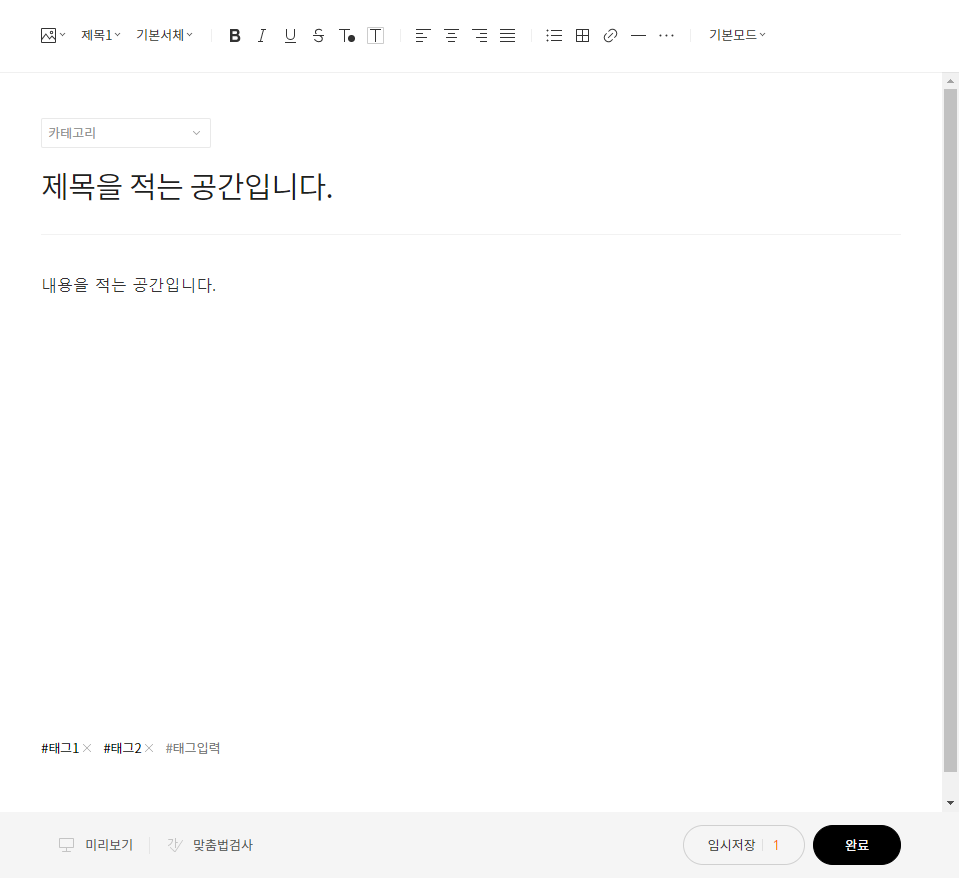 제목1 기본서체 B I U S T T 기본모드
카테고리
제목을 적는 공간입니다.
내용을 적는 공간입니다.
#태그1 #태그2 #태그입력
미리보기 맞춤법검사 임시저장 1 완료